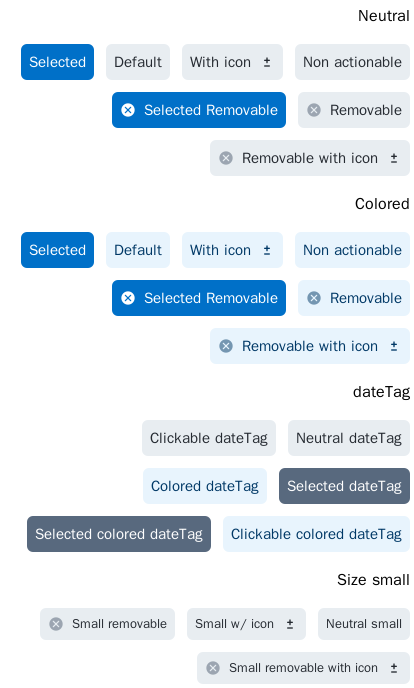 Neutral
Selected Default With icon Non actionable
Selected Removable Removable
Removable with icon
Colored
Selected Default With icon Non actionable
Selected Removable Removable
Removable with icon
dateTag
Clickable dateTag Neutral dateTag
Colored dateTag Selected dateTag
Selected colored dateTag Clickable colored dateTag
Size small
Small removable Small w/ icon Neutral small
Small removable with icon